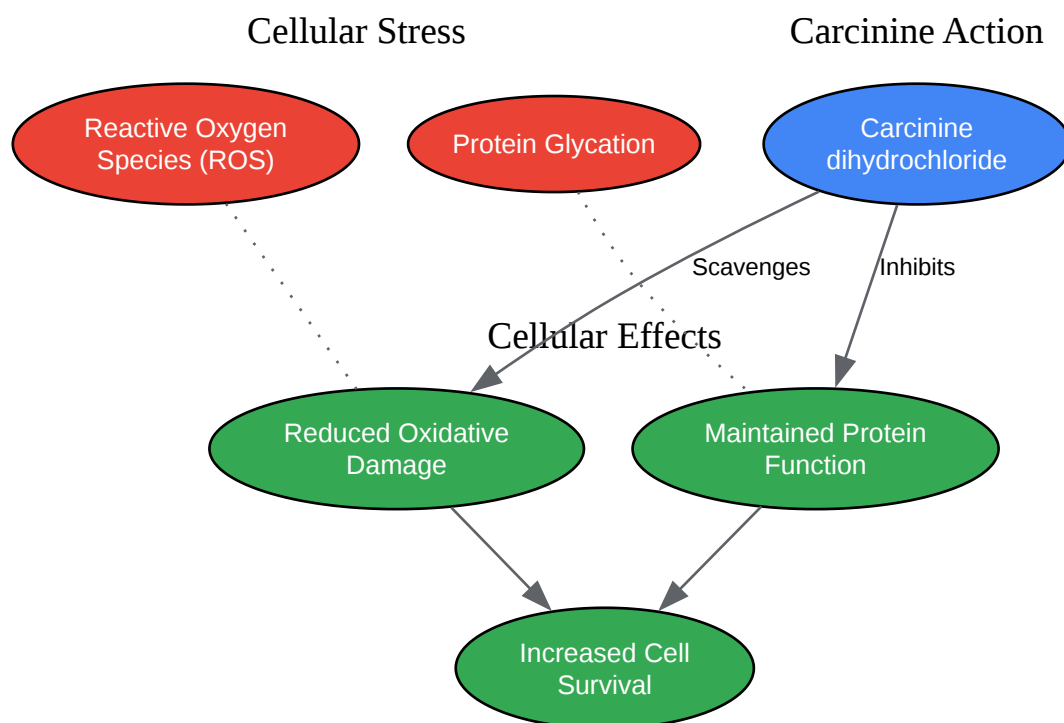 Cellular Stress
Carcinine Action
Reactive Oxygen
Species (ROS)
Protein Glycation
Carcinine
dihydrochloride
Scavenges
Inhibits
Cellular Effects
Reduced Oxidative
Damage
Maintained Protein
Function
Increased Cell
Survival